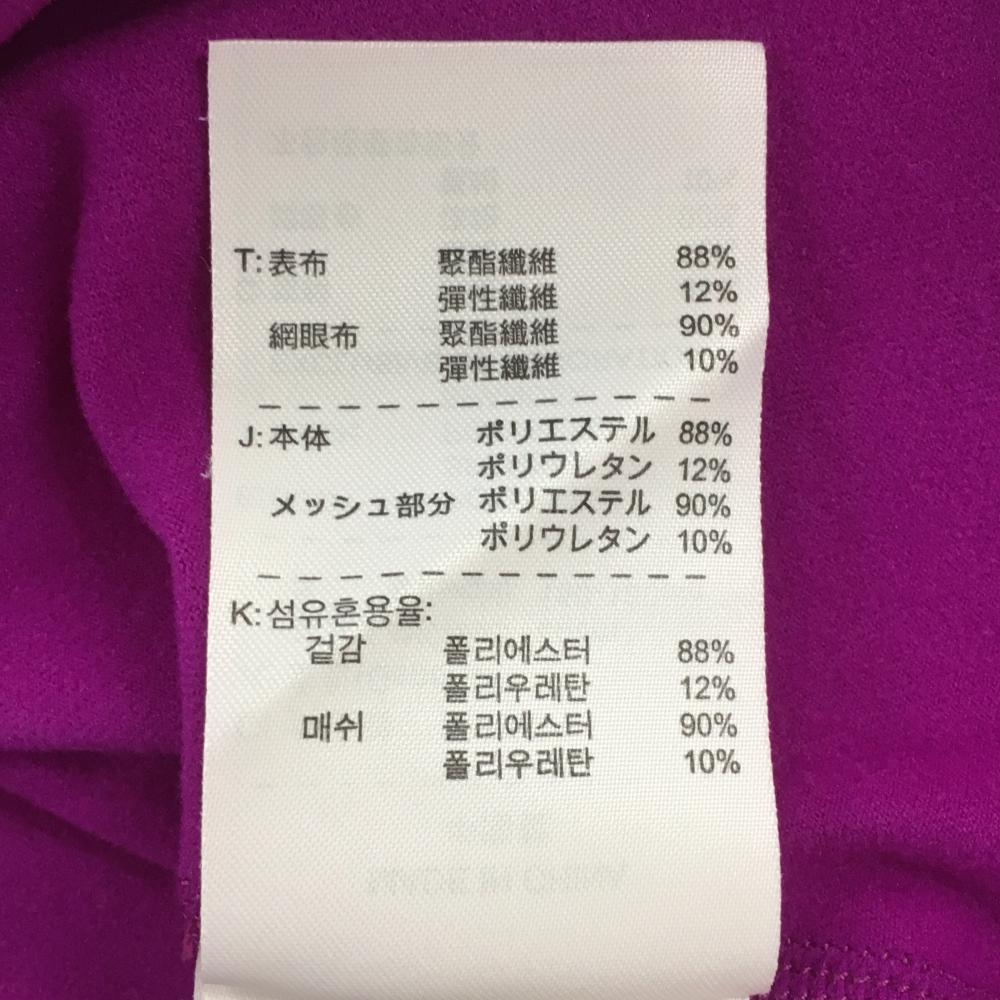 T:表布 聚酯纖維 88%
彈性纖維 12%
網眼布 聚酯纖維 90%
彈性纖維 10%
J:本体 ポリエステル 88%
ポリウレタン 12%
メッシュ部分 ポリエステル 90%
ポリウレタン 10%
K:섬유혼용율:
겉감 폴리에스터 88%
폴리우레탄 12%
매쉬 폴리에스터 90%
폴리우레탄 10%